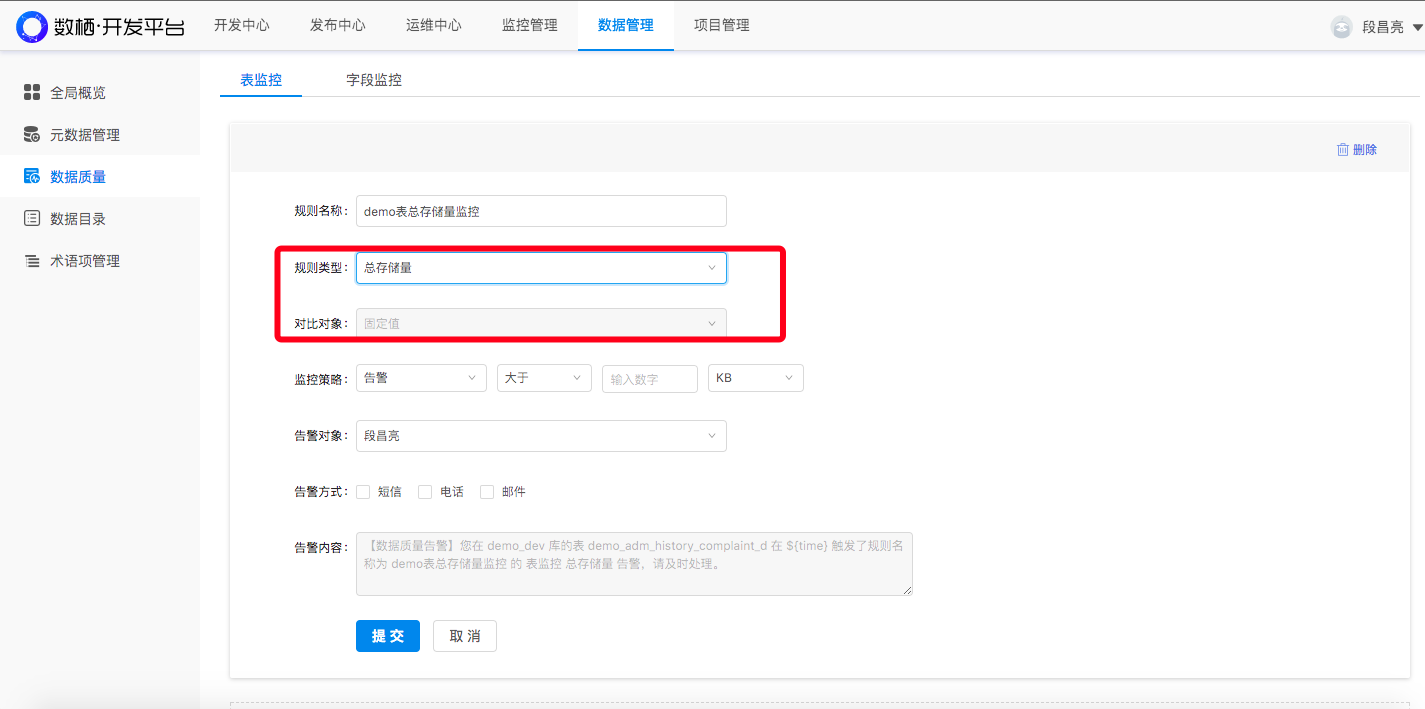 数栖·开发平台 开发中心 发布中心 运维中心 监控管理 数据管理 项目管理 段昌亮
全局概览
元数据管理
数据质量
数据目录
术语项管理
表监控 字段监控
删除
规则名称： demo表总存储量监控
规则类型： 总存储量
对比对象： 固定值
监控策略： 告警 大于 输入数字 KB
告警对象： 段昌亮
告警方式： 短信 电话 邮件
告警内容： 【数据质量告警】您在 demo_dev 库的表 demo_adm_history_complaint_d 在 ${time} 触发了规则名
称为 demo表总存储量监控 的 表监控 总存储量 告警，请及时处理。
提 交 取 消